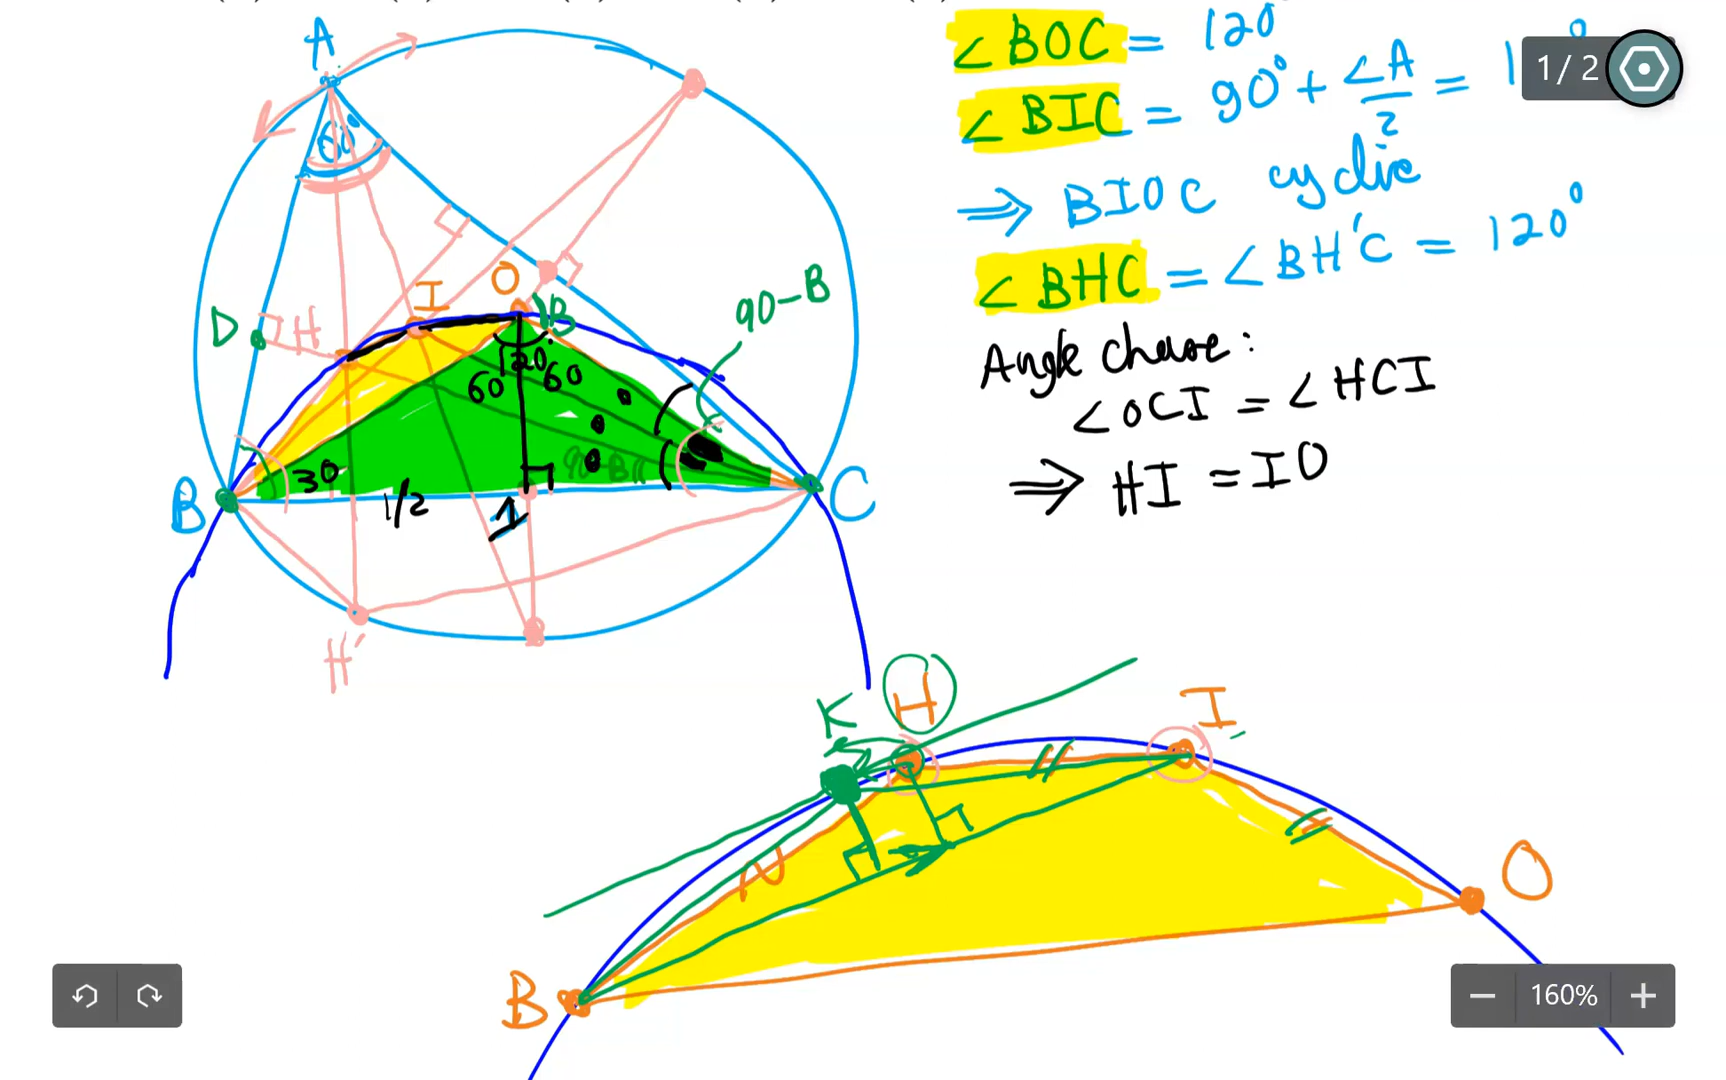 ∠BOC = 120°
∠BIC = 90° + ∠A/2 = 1
1 / 2
⇒ BIOC cyclic
∠BHC = ∠BH'C = 120°
Angle chase:
∠OCI = ∠HCI
⇒ HI = IO
A
60°
O
I
B
90-B
D
H
120
60
60
30
90-B
B
1/2
1
C
H'
K
H
I
O
B
160%